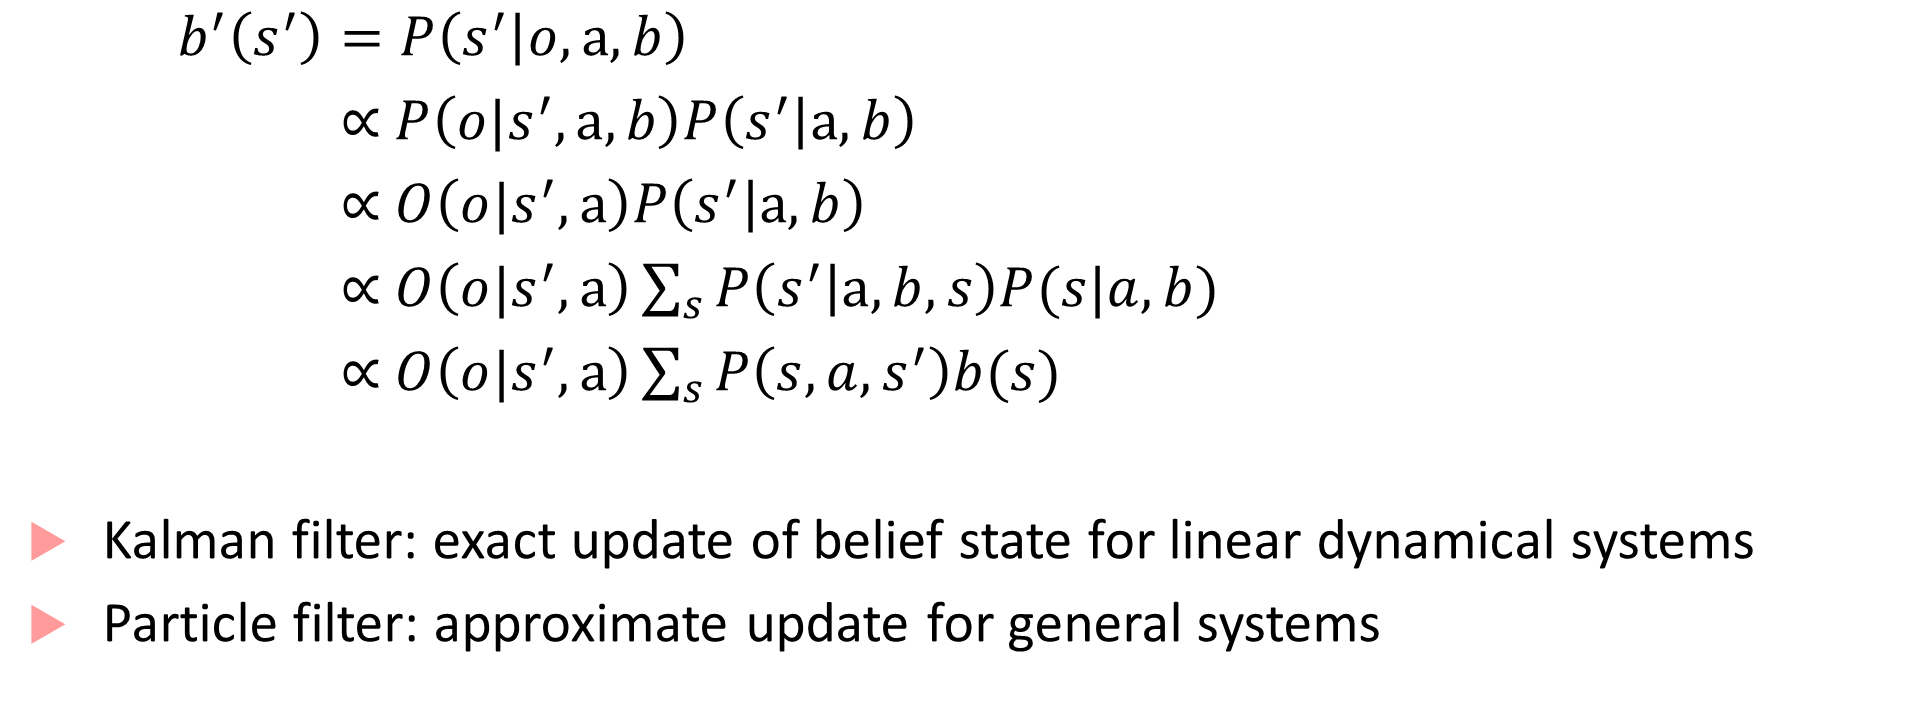 b′(s′) = P(s′|o, a, b)
∝ P(o|s′, a, b)P(s′|a, b)
∝ O(o|s′, a)P(s′|a, b)
∝ O(o|s′, a) ∑ₛ P(s′|a, b, s)P(s|a, b)
∝ O(o|s′, a) ∑ₛ P(s, a, s′)b(s)
Kalman filter: exact update of belief state for linear dynamical systems
Particle filter: approximate update for general systems